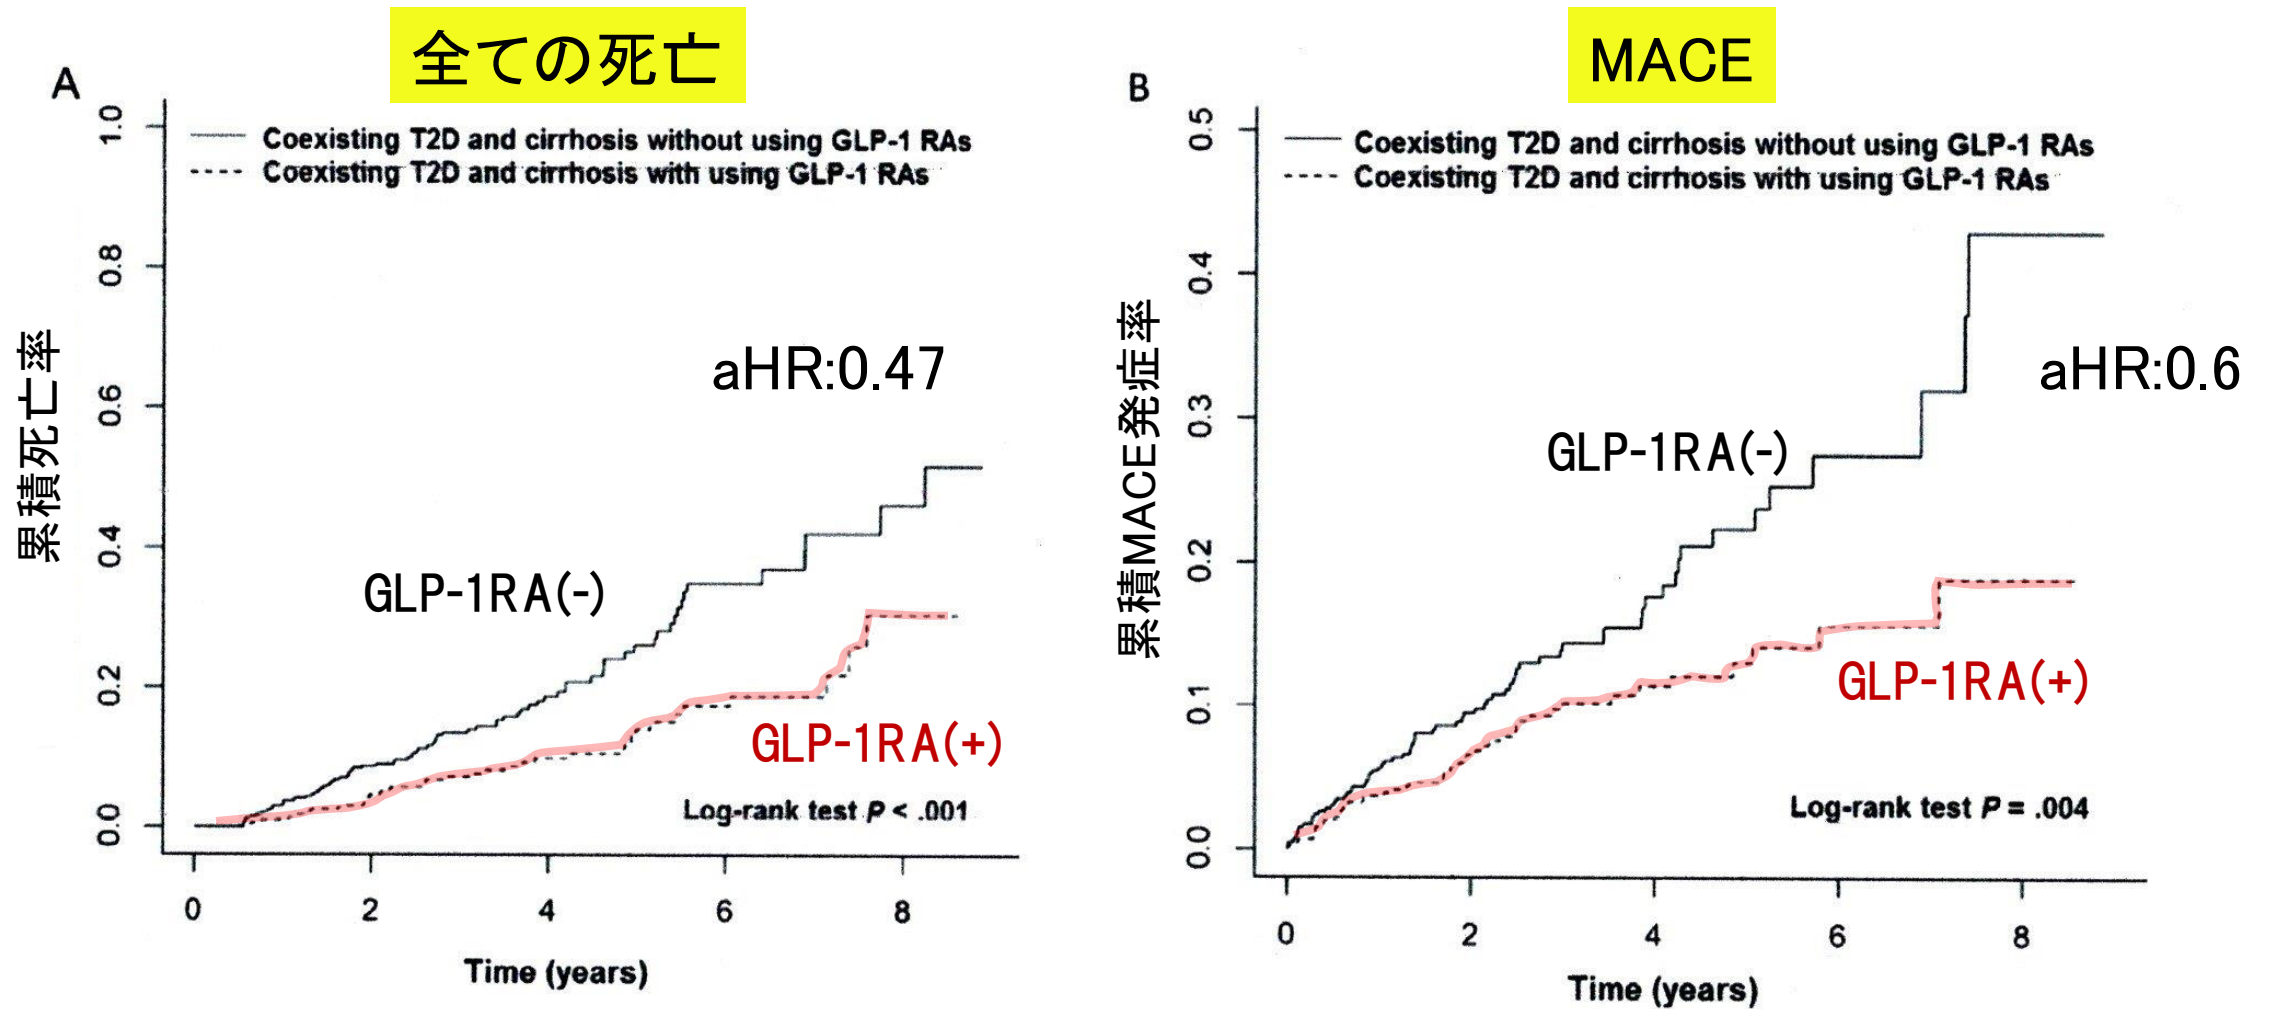 全ての死亡
A
Coexisting T2D and cirrhosis without using GLP-1 RAs
Coexisting T2D and cirrhosis with using GLP-1 RAs
累積死亡率
1.0
0.8
0.6
0.4
0.2
0.0
aHR:0.47
GLP-1RA(-)
GLP-1RA(+)
Log-rank test P < .001
0 2 4 6 8
Time (years)
MACE
B
Coexisting T2D and cirrhosis without using GLP-1 RAs
Coexisting T2D and cirrhosis with using GLP-1 RAs
累積MACE発症率
0.5
0.4
0.3
0.2
0.1
0.0
aHR:0.6
GLP-1RA(-)
GLP-1RA(+)
Log-rank test P = .004
0 2 4 6 8
Time (years)